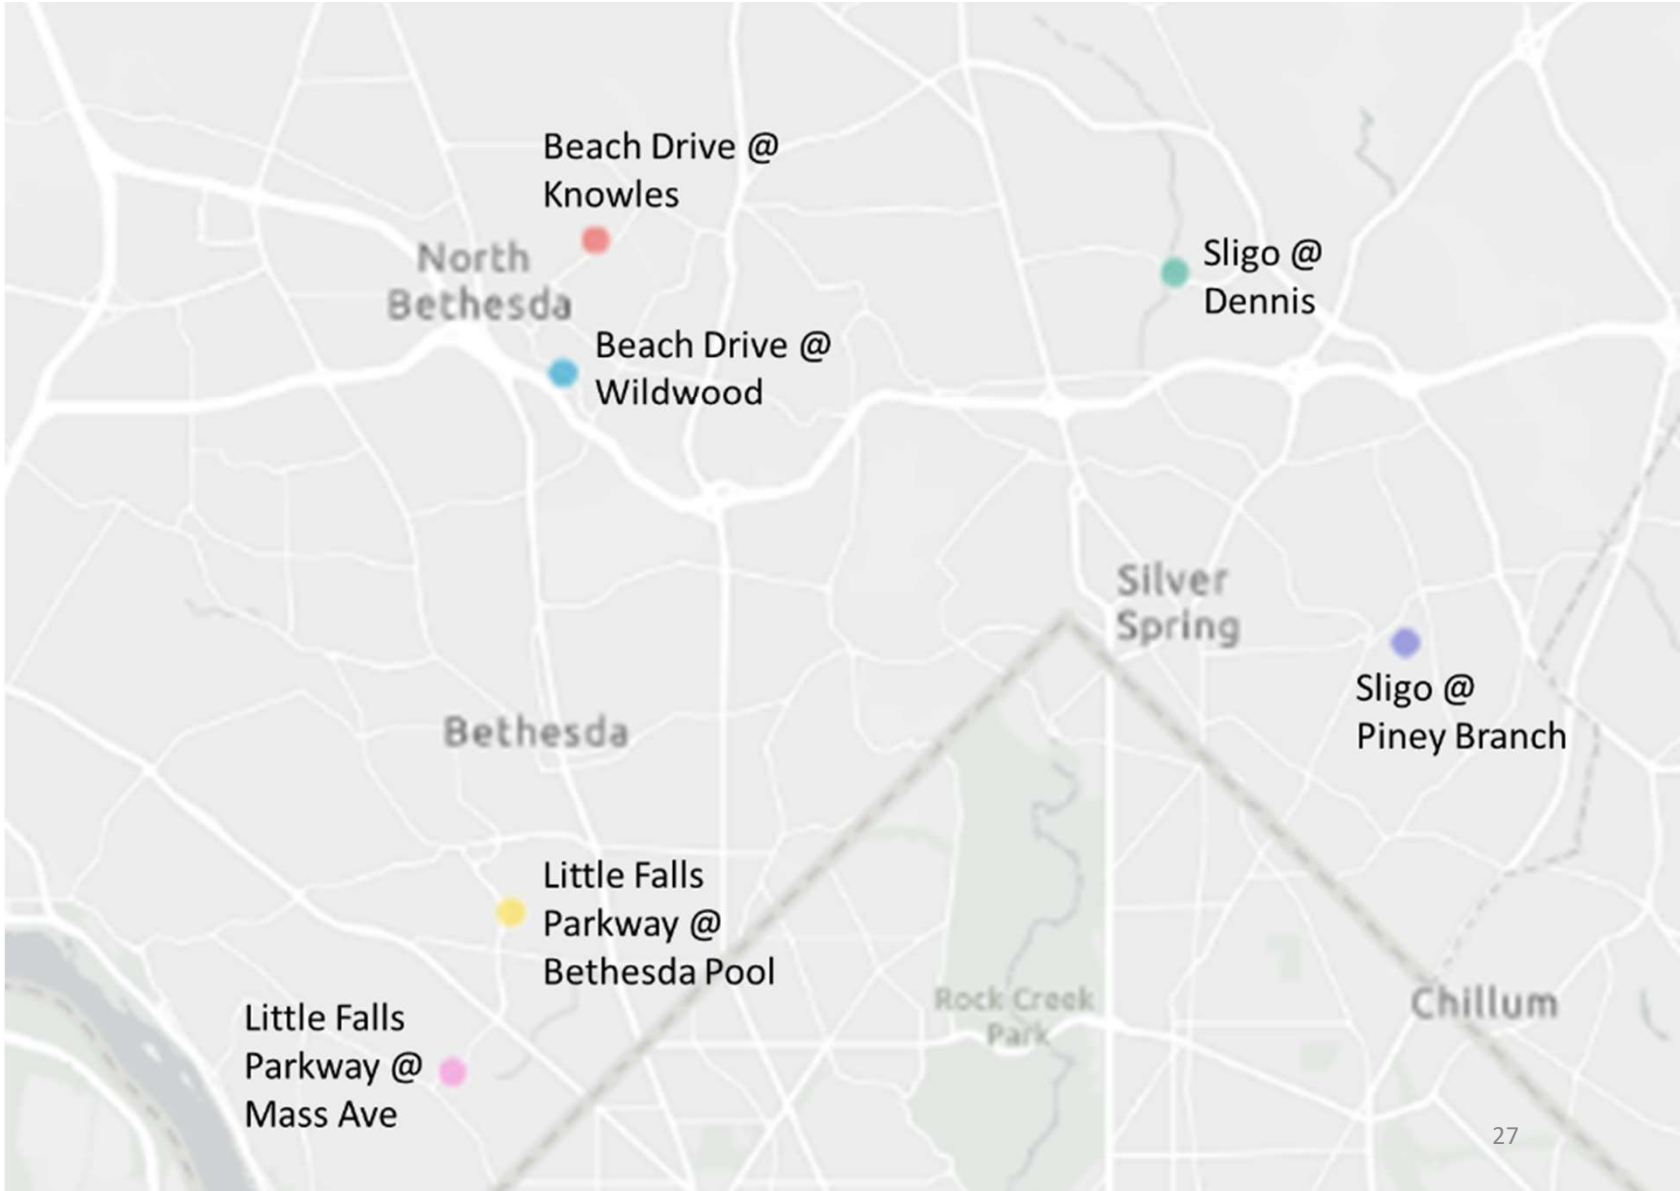 Beach Drive @
Knowles
North
Bethesda
Sligo @
Dennis
Beach Drive @
Wildwood
Silver
Spring
Sligo @
Piney Branch
Bethesda
Little Falls
Parkway @
Bethesda Pool
Rock Creek
Park
Chillum
Little Falls
Parkway @
Mass Ave
27